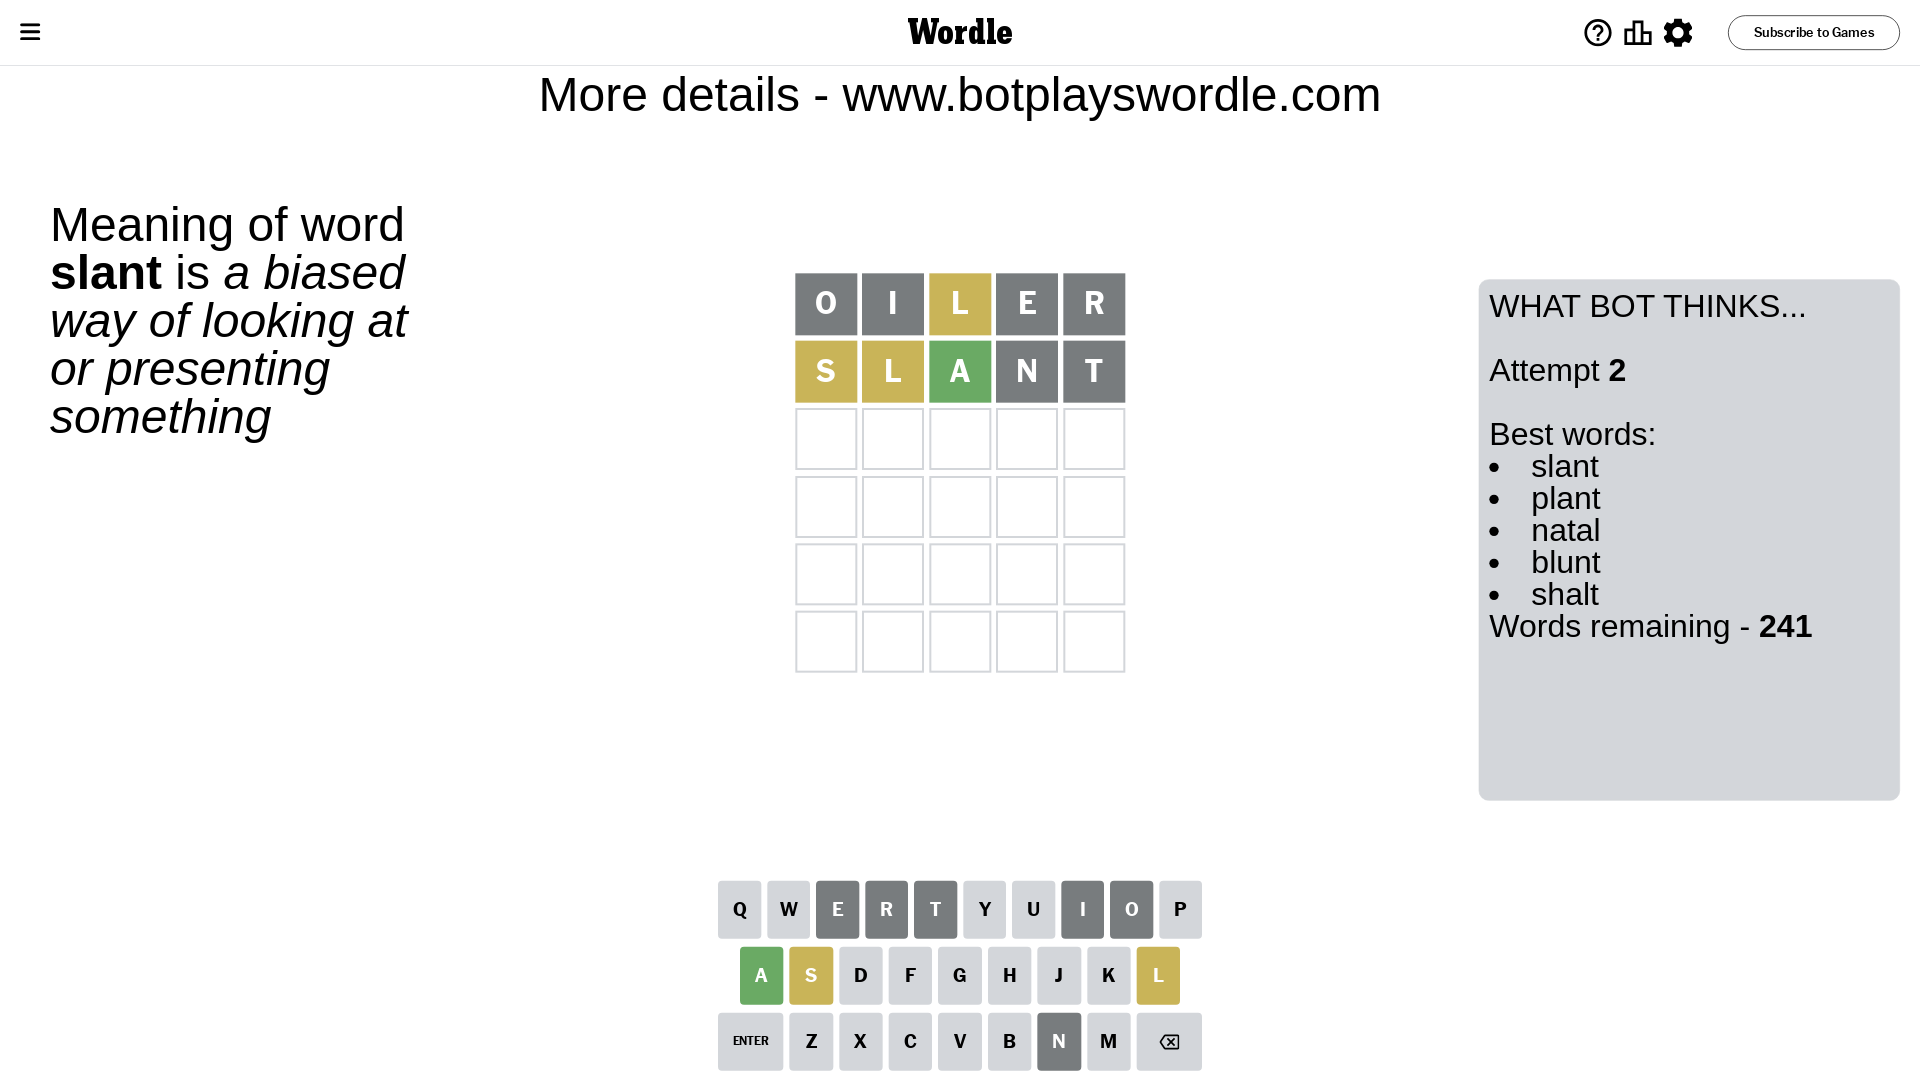 Wordle
Subscribe to Games
More details - www.botplayswordle.com
Meaning of word
slant is a biased
way of looking at
or presenting
something
O I L E R
S L A N T
WHAT BOT THINKS...
Attempt 2
Best words:
• slant
• plant
• natal
• blunt
• shalt
Words remaining - 241
Q W E R T Y U I O P
A S D F G H J K L
ENTER Z X C V B N M